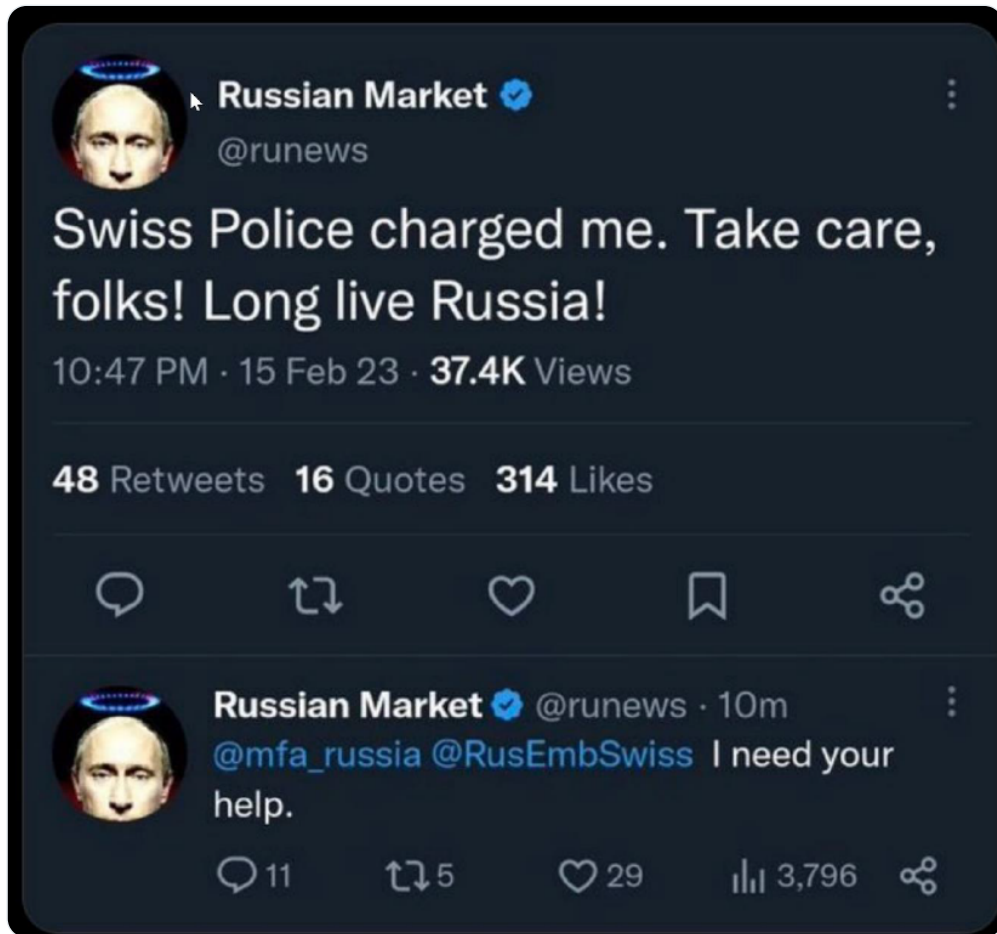 Russian Market
@runews
Swiss Police charged me. Take care,
folks! Long live Russia!
10:47 PM · 15 Feb 23 · 37.4K Views
48 Retweets 16 Quotes 314 Likes
Russian Market @runews · 10m
@mfa_russia @RusEmbSwiss I need your
help.
11 5 29 3,796